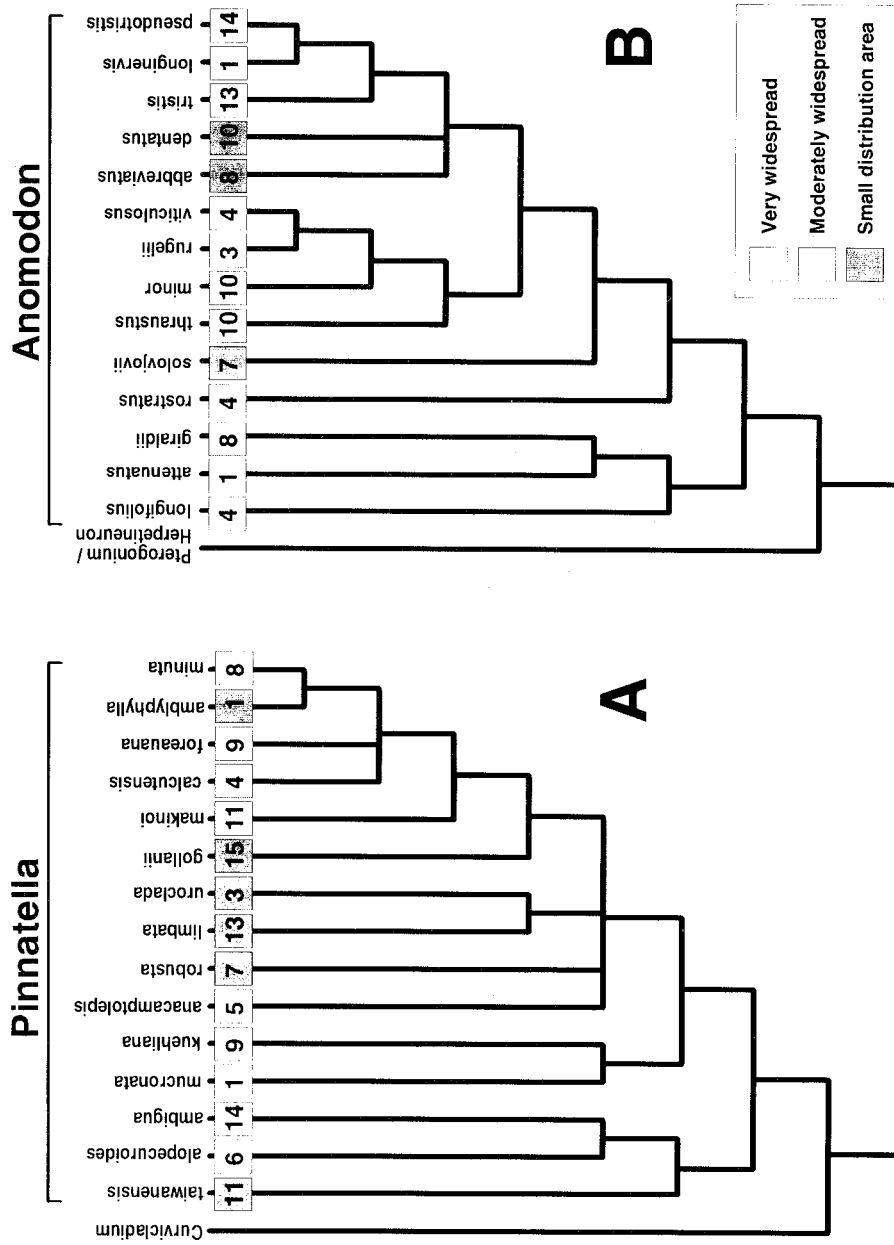 Pinnatella
Curvicladium
taiwanensis
alopecuroides
ambigua
mucronata
kuehliana
anacamptolepis
robusta
limbata
uroclada
gollanii
makinoi
calcutensis
foreauana
amblyphylla
minuta
11
6
14
1
9
5
7
13
3
15
11
4
9
1
8
A
Anomodon
Pterogonium /
Herpetineuron
longifolius
attenuatus
giraldii
rostratus
solovjovii
thraustus
minor
rugelii
viticulosus
abbreviatus
dentatus
tristis
longinervis
pseudotristis
4
1
8
4
7
10
10
3
4
8
10
13
1
14
B
Very widespread
Moderately widespread
Small distribution area